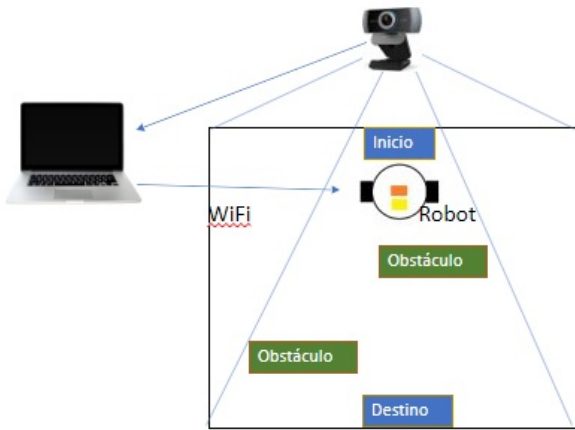 Inicio
WiFi
Robot
Obstáculo
Obstáculo
Destino